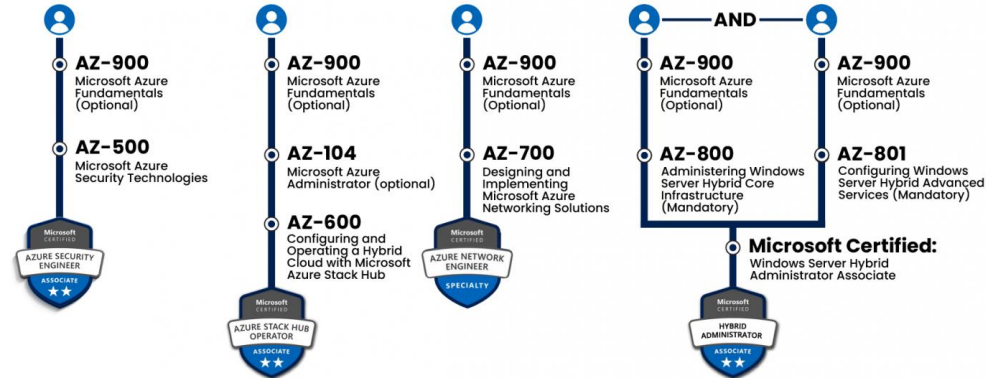 AND
AZ-900
Microsoft Azure
Fundamentals
(Optional)
AZ-500
Microsoft Azure
Security Technologies
Microsoft
CERTIFIED
AZURE SECURITY
ENGINEER
ASSOCIATE
AZ-900
Microsoft Azure
Fundamentals
(Optional)
AZ-104
Microsoft Azure
Administrator (optional)
AZ-600
Configuring and
Operating a Hybrid
Cloud with Microsoft
Azure Stack Hub
Microsoft
CERTIFIED
AZURE STACK HUB
OPERATOR
ASSOCIATE
AZ-900
Microsoft Azure
Fundamentals
(Optional)
AZ-700
Designing and
Implementing
Microsoft Azure
Networking Solutions
Microsoft
CERTIFIED
AZURE NETWORK
ENGINEER
SPECIALTY
AZ-900
Microsoft Azure
Fundamentals
(Optional)
AZ-800
Administering Windows
Server Hybrid Core
Infrastructure
(Mandatory)
AZ-900
Microsoft Azure
Fundamentals
(Optional)
AZ-801
Configuring Windows
Server Hybrid Advanced
Services (Mandatory)
Microsoft Certified:
Windows Server Hybrid
Administrator Associate
Microsoft
CERTIFIED
HYBRID
ADMINISTRATOR
ASSOCIATE